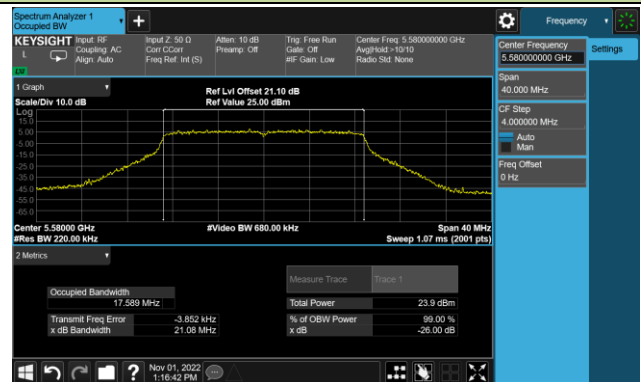 Spectrum Analyzer 1
Occupied BW
Frequency
KEYSIGHT
L
Input: RF
Coupling: AC
Align: Auto
Input Z: 50 Ω
Corr CCorr
Freq Ref: Int (S)
Atten: 10 dB
Preamp: Off
Trig: Free Run
Gate: Off
#IF Gain: Low
Center Freq: 5.580000000 GHz
Avg|Hold:>10/10
Radio Std: None
LW
Center Frequency
5.580000000 GHz
Settings
Span
40.000 MHz
CF Step
4.000000 MHz
Auto
Man
Freq Offset
0 Hz
1 Graph
Scale/Div 10.0 dB
Ref Lvl Offset 21.10 dB
Ref Value 25.00 dBm
Log
15.0
5.00
-5.00
-15.0
-25.0
-35.0
-45.0
-55.0
-65.0
Center 5.58000 GHz
#Res BW 220.00 kHz
#Video BW 680.00 kHz
Span 40 MHz
Sweep 1.07 ms (2001 pts)
2 Metrics
Measure Trace
Trace 1
Occupied Bandwidth
17.589 MHz
Total Power
23.9 dBm
Transmit Freq Error
-3.852 kHz
% of OBW Power
99.00 %
x dB Bandwidth
21.08 MHz
x dB
-26.00 dB
?
Nov 01, 2022
1:16:42 PM